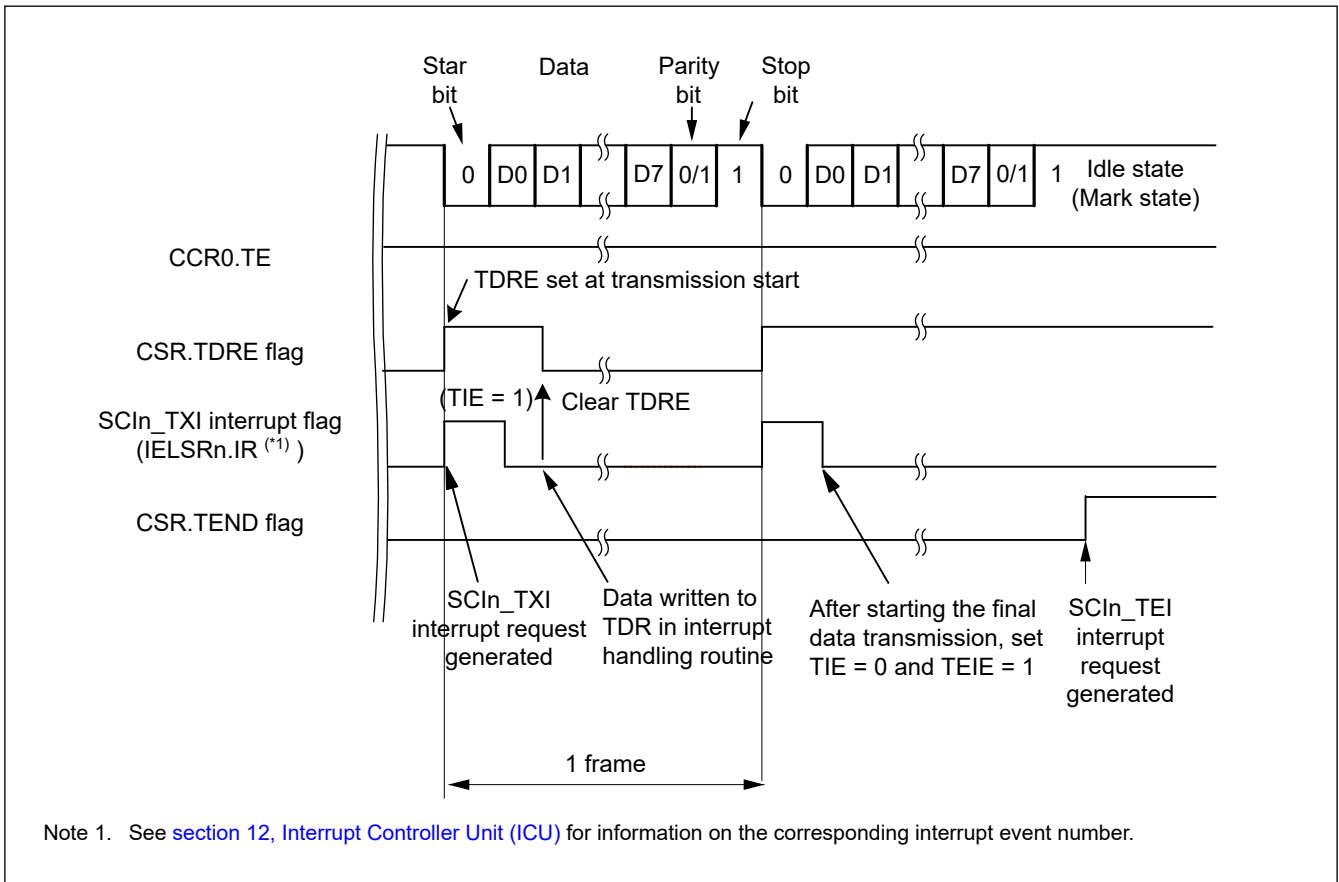 Star
bit
Data
Parity
bit
Stop
bit
0 D0 D1 D7 0/1 1 0 D0 D1 D7 0/1 1 Idle state
(Mark state)
CCR0.TE
TDRE set at transmission start
CSR.TDRE flag
(TIE = 1) Clear TDRE
SCIn_TXI interrupt flag
(IELSRn.IR (*1) )
CSR.TEND flag
SCIn_TXI
interrupt request
generated
Data written to
TDR in interrupt
handling routine
After starting the final
data transmission, set
TIE = 0 and TEIE = 1
SCIn_TEI
interrupt
request
generated
1 frame
Note 1. See section 12, Interrupt Controller Unit (ICU) for information on the corresponding interrupt event number.